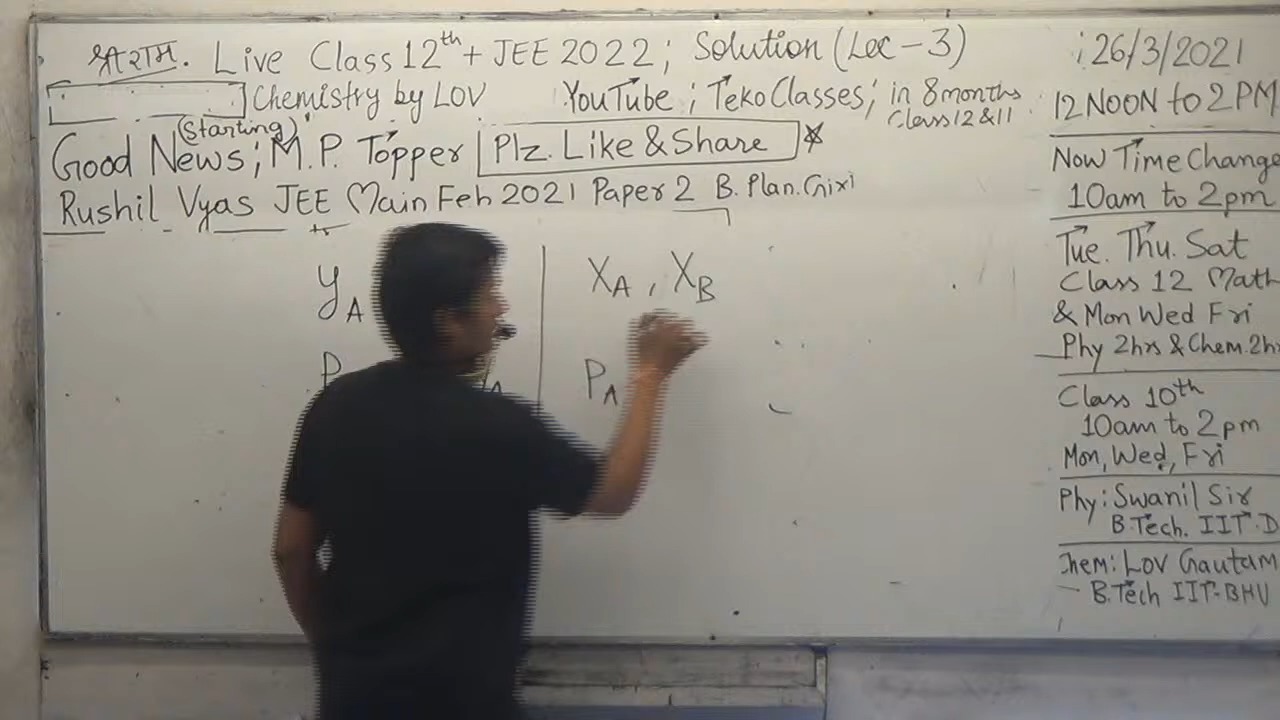 श्री राम. Live Class 12th + JEE 2022; Solution (Lec - 3)
Chemistry by LOV YouTube; TekoClasses; in 8 months
Class 12 & 11
(Starting)
Good News; M.P. Topper Plz. Like & Share
Rushil Vyas JEE Main Feb 2021 Paper 2 B. Plan.
yA
P
XA, XB
PA
26/3/2021
12 NOON to 2 PM
Now Time Change
10am to 2pm
Tue. Thu. Sat
Class 12 Math
& Mon Wed Fri
Phy 2hrs & Chem. 2h
Class 10th
10am to 2pm
Mon, Wed, Fri
Phy: Swanil Sir
B.Tech. IIT-D
Chem: Lov Gautam
B.Tech IIT-BHU